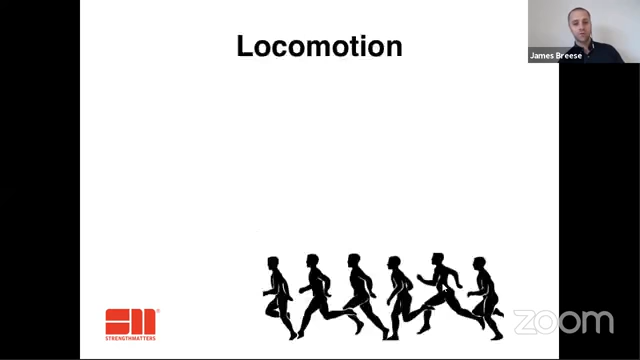 Locomotion
James Breese
®
STRENGTHMATTERS
zoom